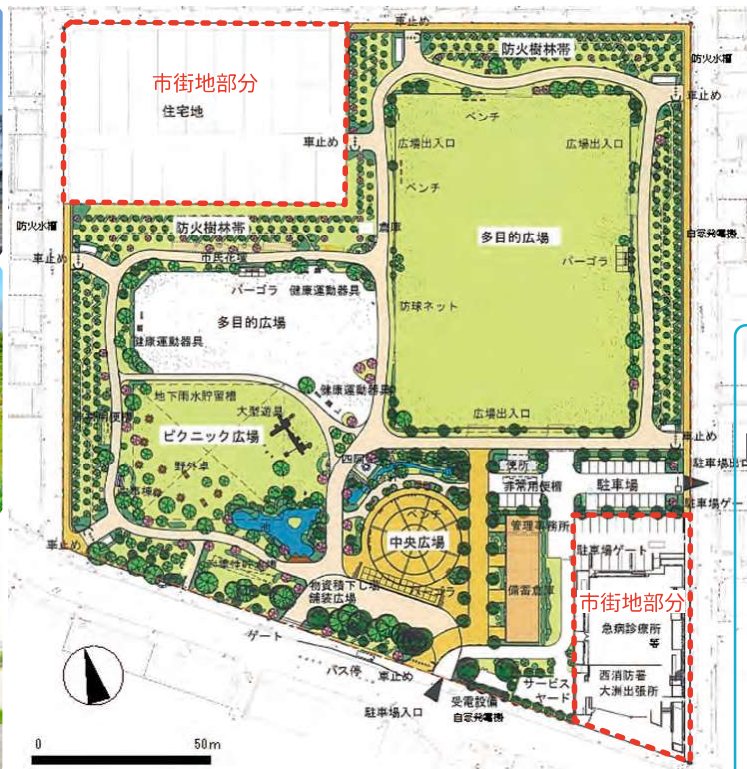 車止め
防火樹林帯
防火水槽
市街地部分
住宅地
車止め
ベンチ
車止め
広場出入口
広場出入口
ベンチ
防火水槽
防火樹林帯
倉庫
多目的広場
自家発電機
車止め
市民花壇
パーゴラ
パーゴラ
健康運動器具
防球ネット
多目的広場
健康運動器具
健康運動器具
地下雨水貯留槽
大型遊具
広場出入口
ピクニック広場
車止め
四阿
便所
駐車場出口
野外卓
非常用便槽
駐車場
ベンチ
駐車場ゲー
管理事務所
中央広場
車止め
駐車場ゲート
物資積下し場
舗装広場
備蓄倉庫
市街地部分
急病診療所
等
ゲート
西消防署
大洲出張所
バス停
車止め
サービス
ヤード
駐車場入口
受電設備
自家発電機
0
50m